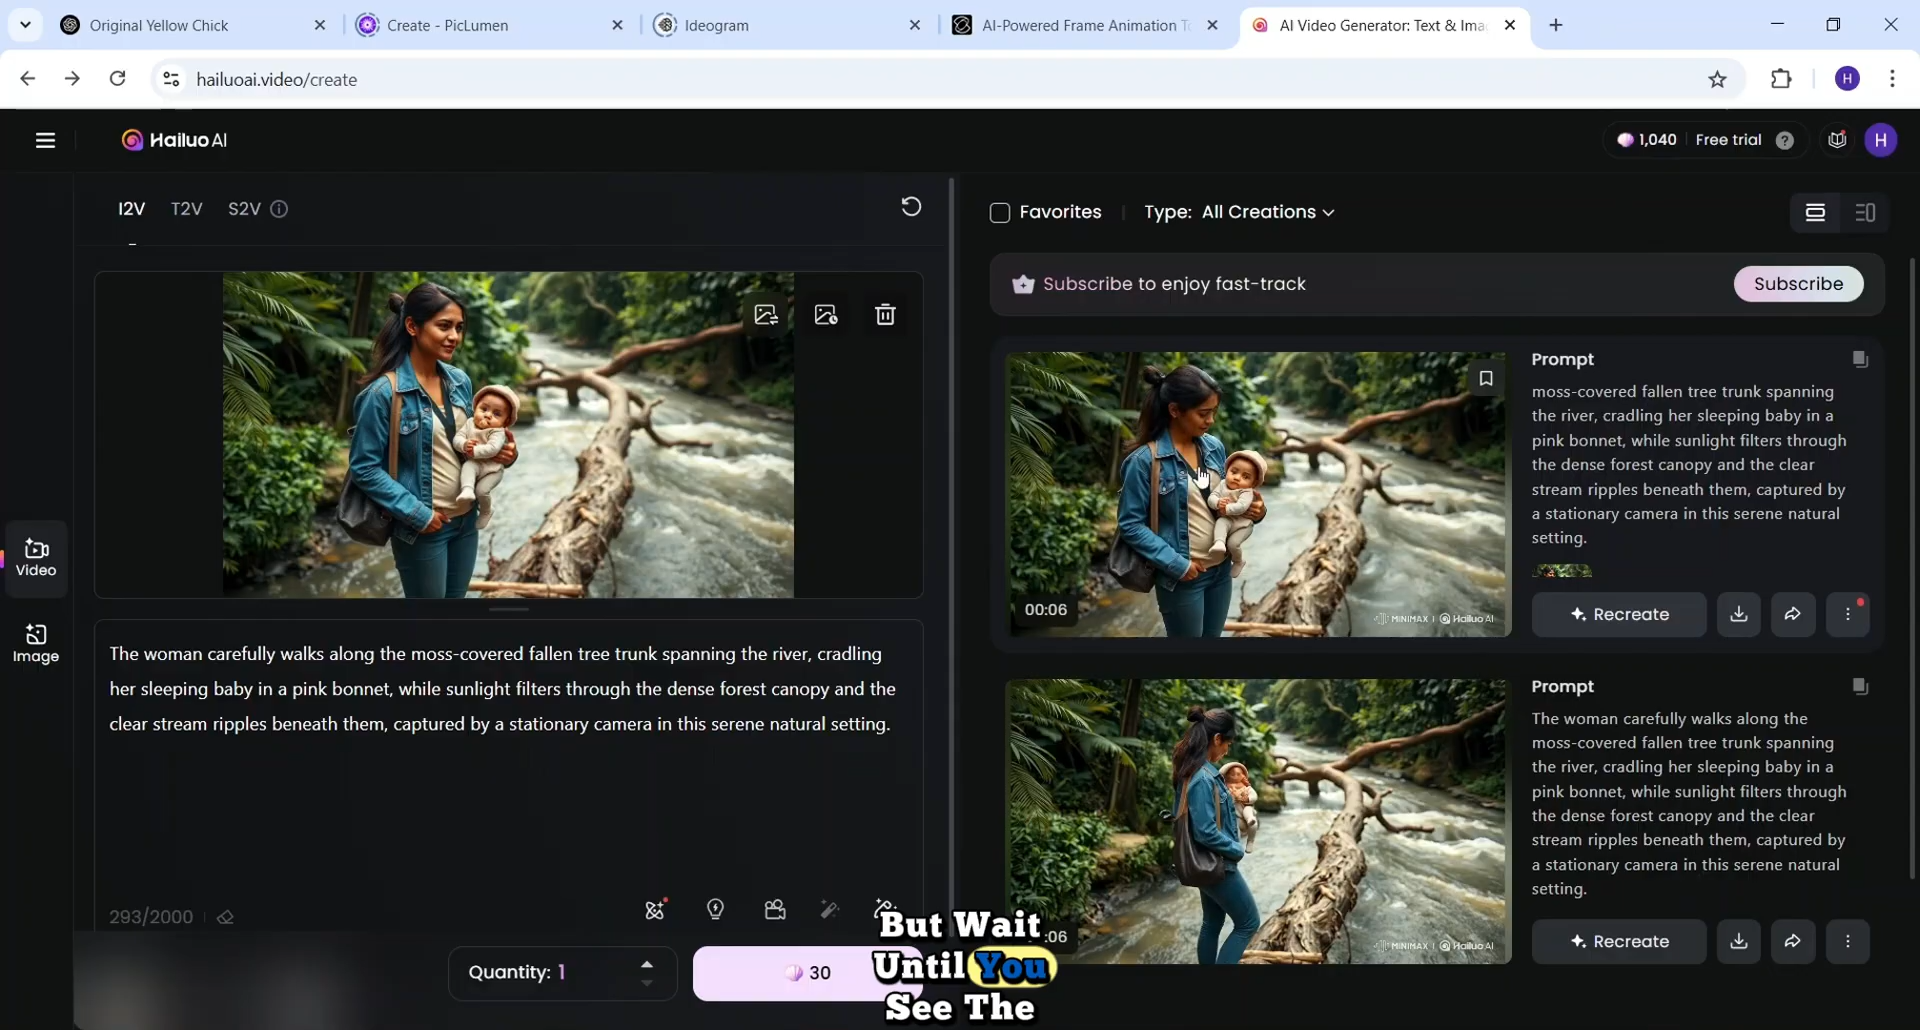 Original Yellow Chick
Create - PicLumen
Ideogram
AI-Powered Frame Animation To
AI Video Generator: Text & Imag
hailuoai.video/create
H
Hailuo AI
1,040
Free trial
?
H
I2V
T2V
S2V
Favorites
Type: All Creations
Subscribe to enjoy fast-track
Subscribe
Prompt
moss-covered fallen tree trunk spanning
the river, cradling her sleeping baby in a
pink bonnet, while sunlight filters through
the dense forest canopy and the clear
stream ripples beneath them, captured by
a stationary camera in this serene natural
setting.
00:06
MINIMAX | Hailuo AI
Recreate
Video
Image
The woman carefully walks along the moss-covered fallen tree trunk spanning the river, cradling
her sleeping baby in a pink bonnet, while sunlight filters through the dense forest canopy and the
clear stream ripples beneath them, captured by a stationary camera in this serene natural setting.
293/2000
Quantity: 1
30
Prompt
The woman carefully walks along the
moss-covered fallen tree trunk spanning
the river, cradling her sleeping baby in a
pink bonnet, while sunlight filters through
the dense forest canopy and the clear
stream ripples beneath them, captured by
a stationary camera in this serene natural
setting.
:06
MINIMAX | Hailuo AI
Recreate
But Wait
Until You
See The